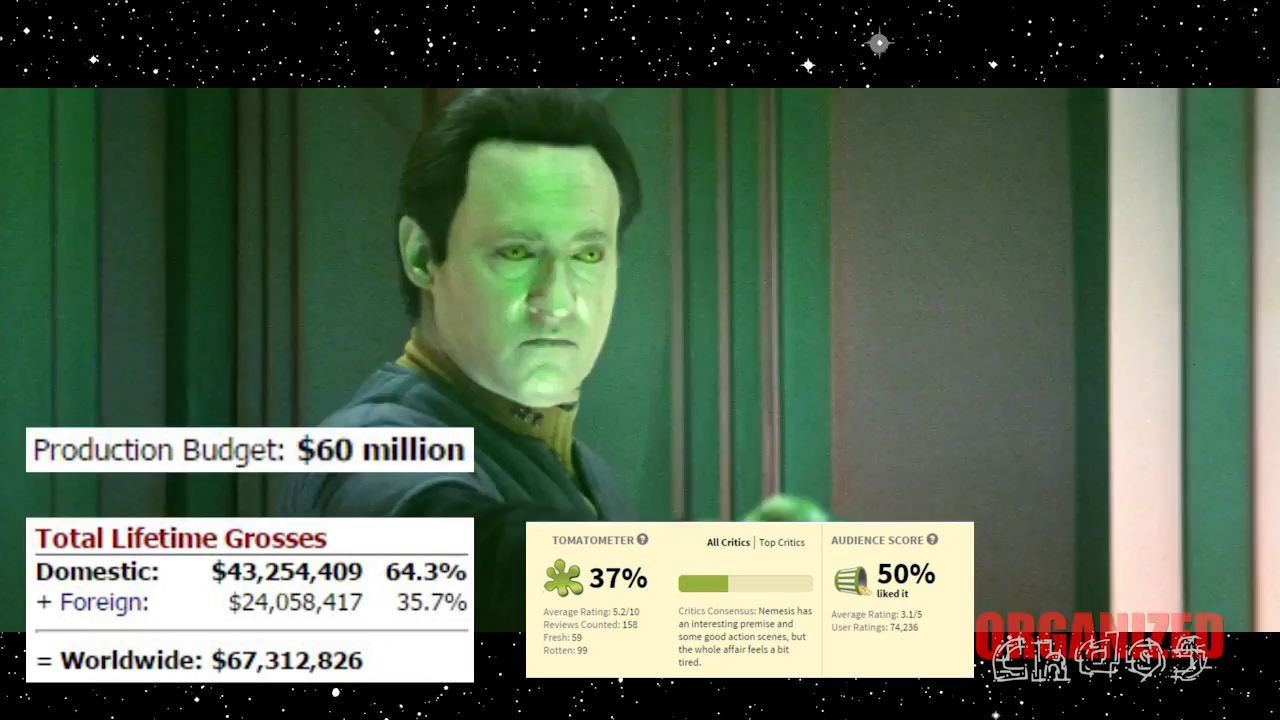 Production Budget: $60 million
Total Lifetime Grosses
Domestic: $43,254,409 64.3%
+ Foreign: $24,058,417 35.7%
= Worldwide: $67,312,826
TOMATOMETER ?
All Critics | Top Critics
37%
Average Rating: 5.2/10
Reviews Counted: 158
Fresh: 59
Rotten: 99
Critics Consensus: Nemesis has
an interesting premise and
some good action scenes, but
the whole affair feels a bit
tired.
AUDIENCE SCORE ?
50%
liked it
Average Rating: 3.1/5
User Ratings: 74,236
ORGANIZED
CHAOS